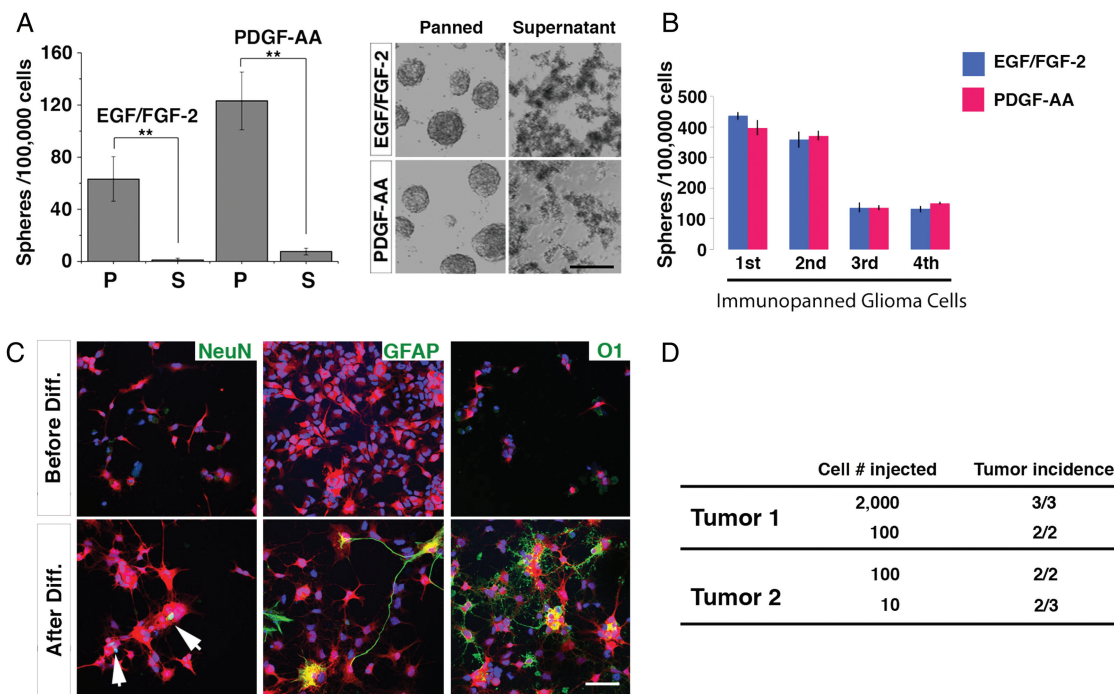 A
Spheres /100,000 cells
160
120
80
40
0
EGF/FGF-2
**
PDGF-AA
**
P
S
P
S
Panned
Supernatant
EGF/FGF-2
PDGF-AA
B
EGF/FGF-2
PDGF-AA
Spheres /100,000 cells
500
400
300
200
100
0
1st
2nd
3rd
4th
Immunopanned Glioma Cells
C
NeuN
GFAP
O1
Before Diff.
After Diff.
D
Cell # injected
Tumor incidence
Tumor 1
2,000
3/3
100
2/2
Tumor 2
100
2/2
10
2/3